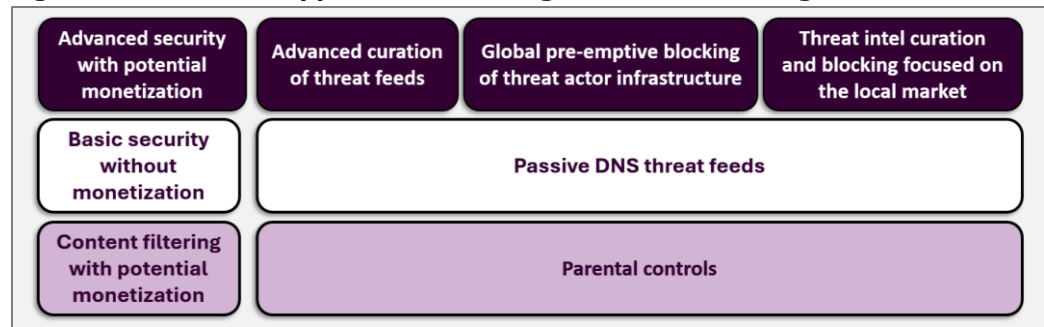 Advanced security
with potential
monetization
Advanced curation
of threat feeds
Global pre-emptive blocking
of threat actor infrastructure
Threat intel curation
and blocking focused on
the local market
Basic security
without
monetization
Passive DNS threat feeds
Content filtering
with potential
monetization
Parental controls